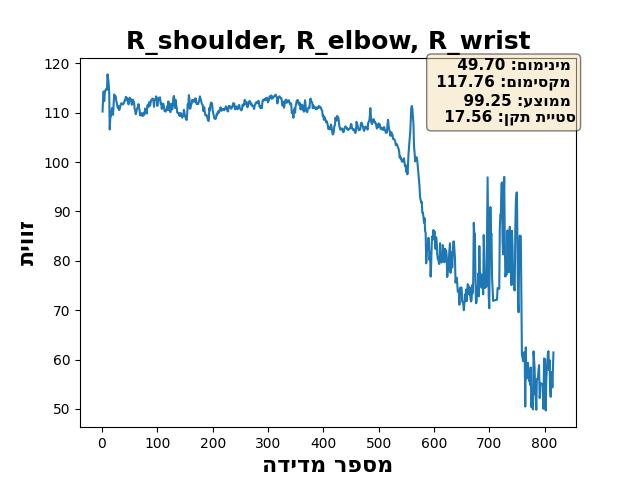 R_shoulder, R_elbow, R_wrist
מינימום: 49.70
מקסימום: 117.76
ממוצע: 99.25
סטיית תקן: 17.56
זווית
120
110
100
90
80
70
60
50
0 100 200 300 400 500 600 700 800
מספר מדידה